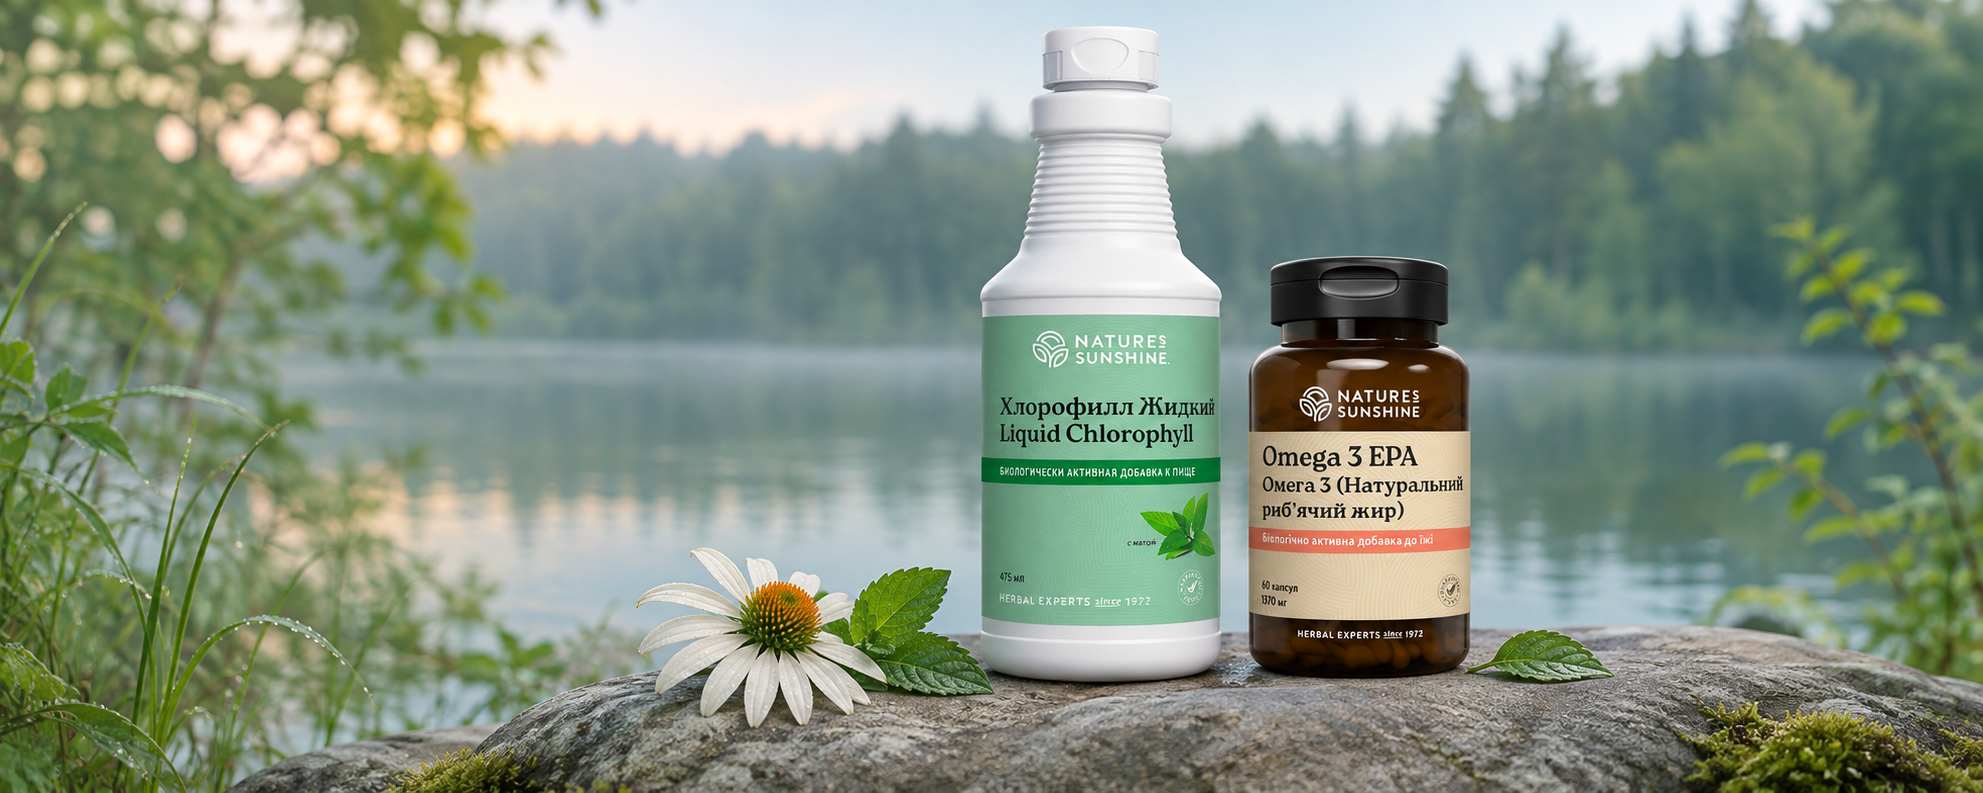 NATURES
SUNSHINE.
Хлорофилл Жидкий
Liquid Chlorophyll
БИОЛОГИЧЕСКИ АКТИВНАЯ ДОБАВКА К ПИЩЕ
с мятой
475 мл
HERBAL EXPERTS since 1972
NATURES
SUNSHINE
Omega 3 EPA
Омега 3 (Натуральний
риб'ячий жир)
Біологічно активна добавка до їжі
60 капсул
1370 мг
HERBAL EXPERTS since 1972